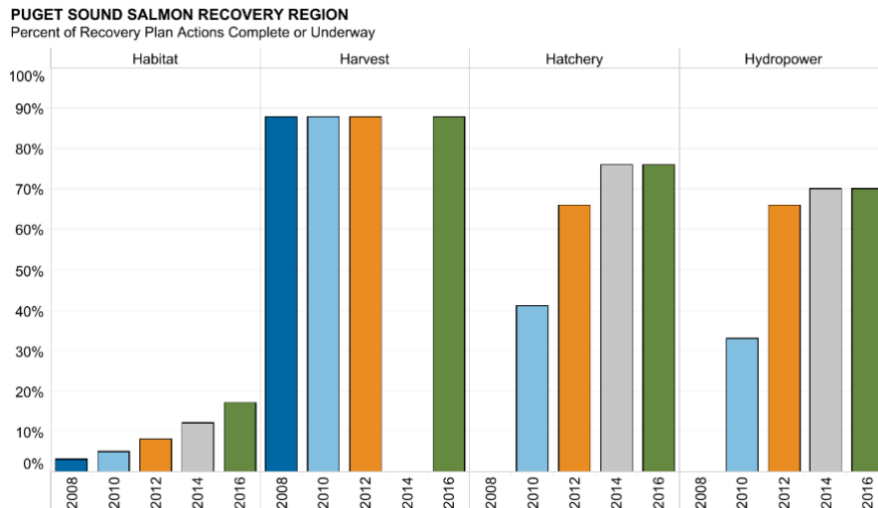 PUGET SOUND SALMON RECOVERY REGION
Percent of Recovery Plan Actions Complete or Underway
Habitat Harvest Hatchery Hydropower
100%
90%
80%
70%
60%
50%
40%
30%
20%
10%
0%
2008 2010 2012 2014 2016 2008 2010 2012 2014 2016 2008 2010 2012 2014 2016 2008 2010 2012 2014 2016